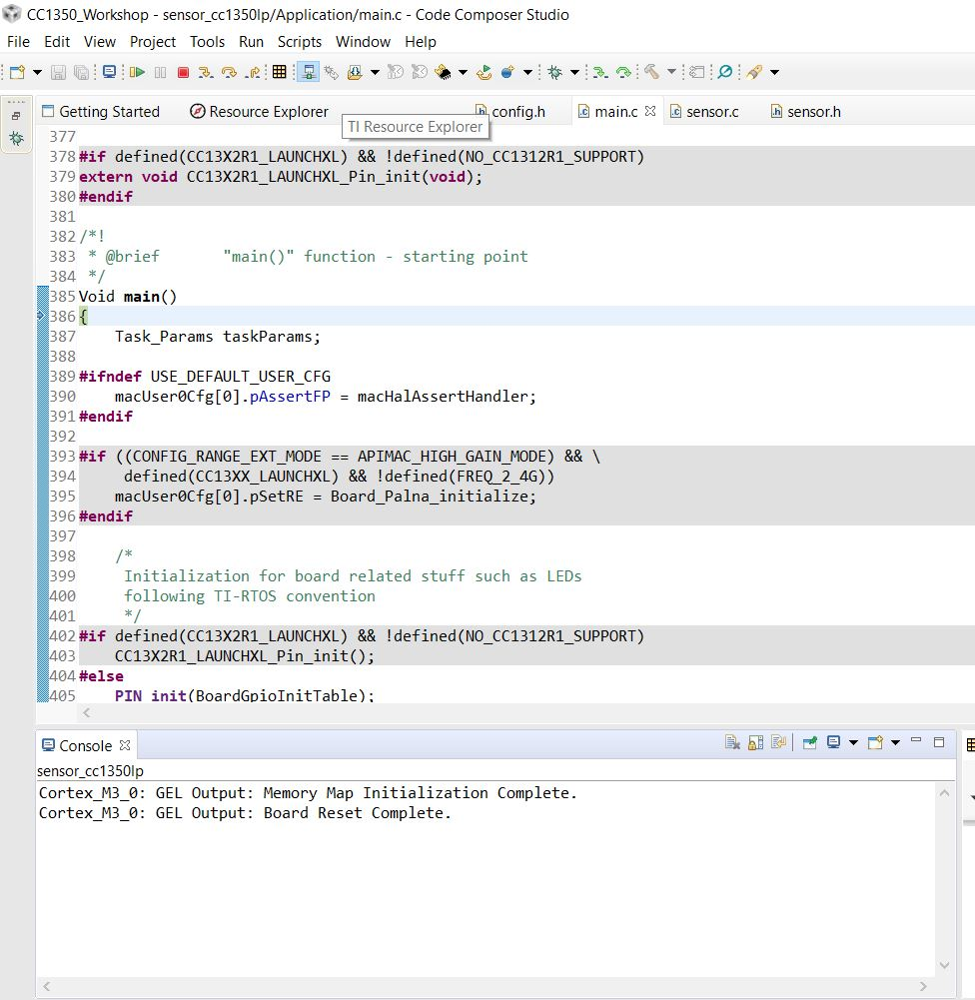 CC1350_Workshop - sensor_cc1350lp/Application/main.c - Code Composer Studio
File Edit View Project Tools Run Scripts Window Help
Getting Started Resource Explorer config.h main.c sensor.c sensor.h
TI Resource Explorer
377
378 #if defined(CC13X2R1_LAUNCHXL) && !defined(NO_CC1312R1_SUPPORT)
379 extern void CC13X2R1_LAUNCHXL_Pin_init(void);
380 #endif
381
382 /*!
383 * @brief "main()" function - starting point
384 */
385 Void main()
386 {
387 Task_Params taskParams;
388
389 #ifndef USE_DEFAULT_USER_CFG
390 macUser0Cfg[0].pAssertFP = macHalAssertHandler;
391 #endif
392
393 #if ((CONFIG_RANGE_EXT_MODE == APIMAC_HIGH_GAIN_MODE) && \
394 defined(CC13XX_LAUNCHXL) && !defined(FREQ_2_4G))
395 macUser0Cfg[0].pSetRE = Board_Palna_initialize;
396 #endif
397
398 /*
399 Initialization for board related stuff such as LEDs
400 following TI-RTOS convention
401 */
402 #if defined(CC13X2R1_LAUNCHXL) && !defined(NO_CC1312R1_SUPPORT)
403 CC13X2R1_LAUNCHXL_Pin_init();
404 #else
405 PIN_init(BoardGpioInitTable);
Console
sensor_cc1350lp
Cortex_M3_0: GEL Output: Memory Map Initialization Complete.
Cortex_M3_0: GEL Output: Board Reset Complete.